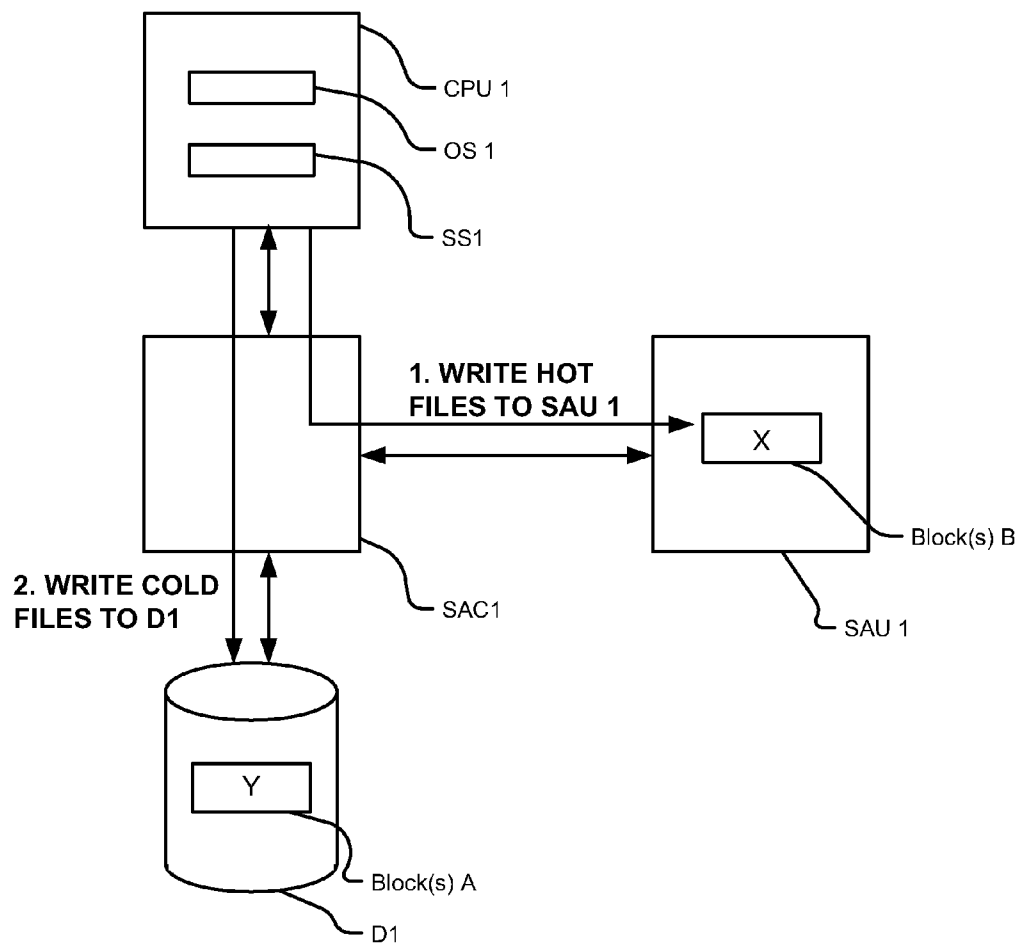 CPU 1
OS 1
SS1
1. WRITE HOT
FILES TO SAU 1
X
Block(s) B
2. WRITE COLD
FILES TO D1
SAC1
SAU 1
Y
Block(s) A
D1